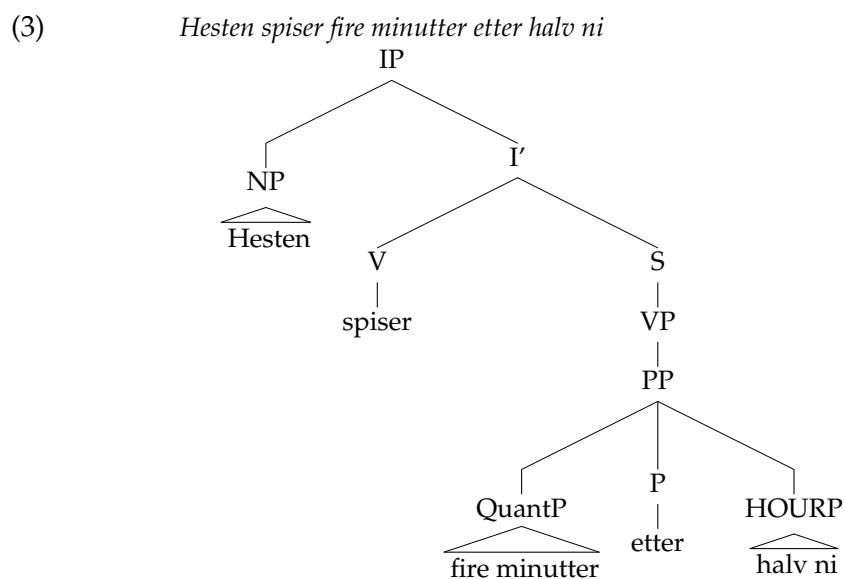 (3) Hesten spiser fire minutter etter halv ni
IP
I’
NP
Hesten
V S
spiser
VP
PP
P
QuantP HOURP
etter
fire minutter halv ni